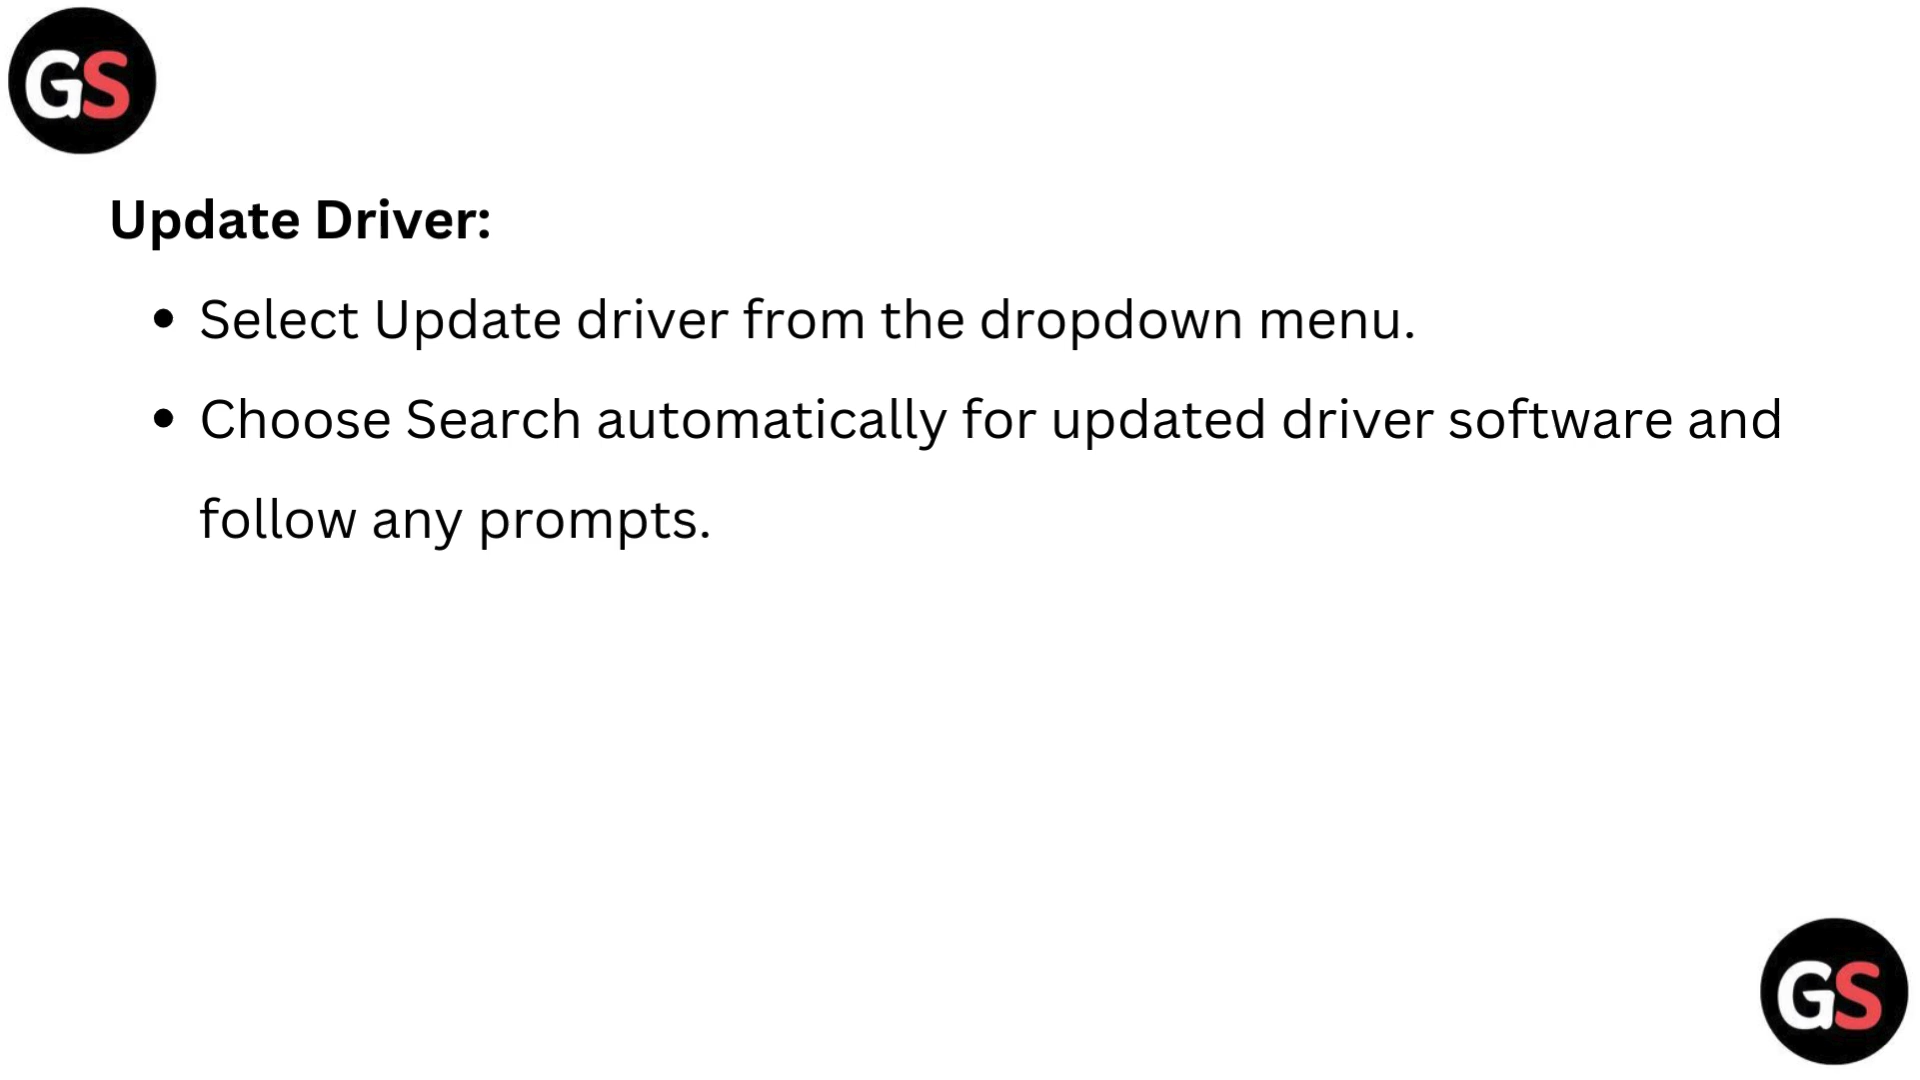 GS
Update Driver:
• Select Update driver from the dropdown menu.
• Choose Search automatically for updated driver software and
follow any prompts.
GS